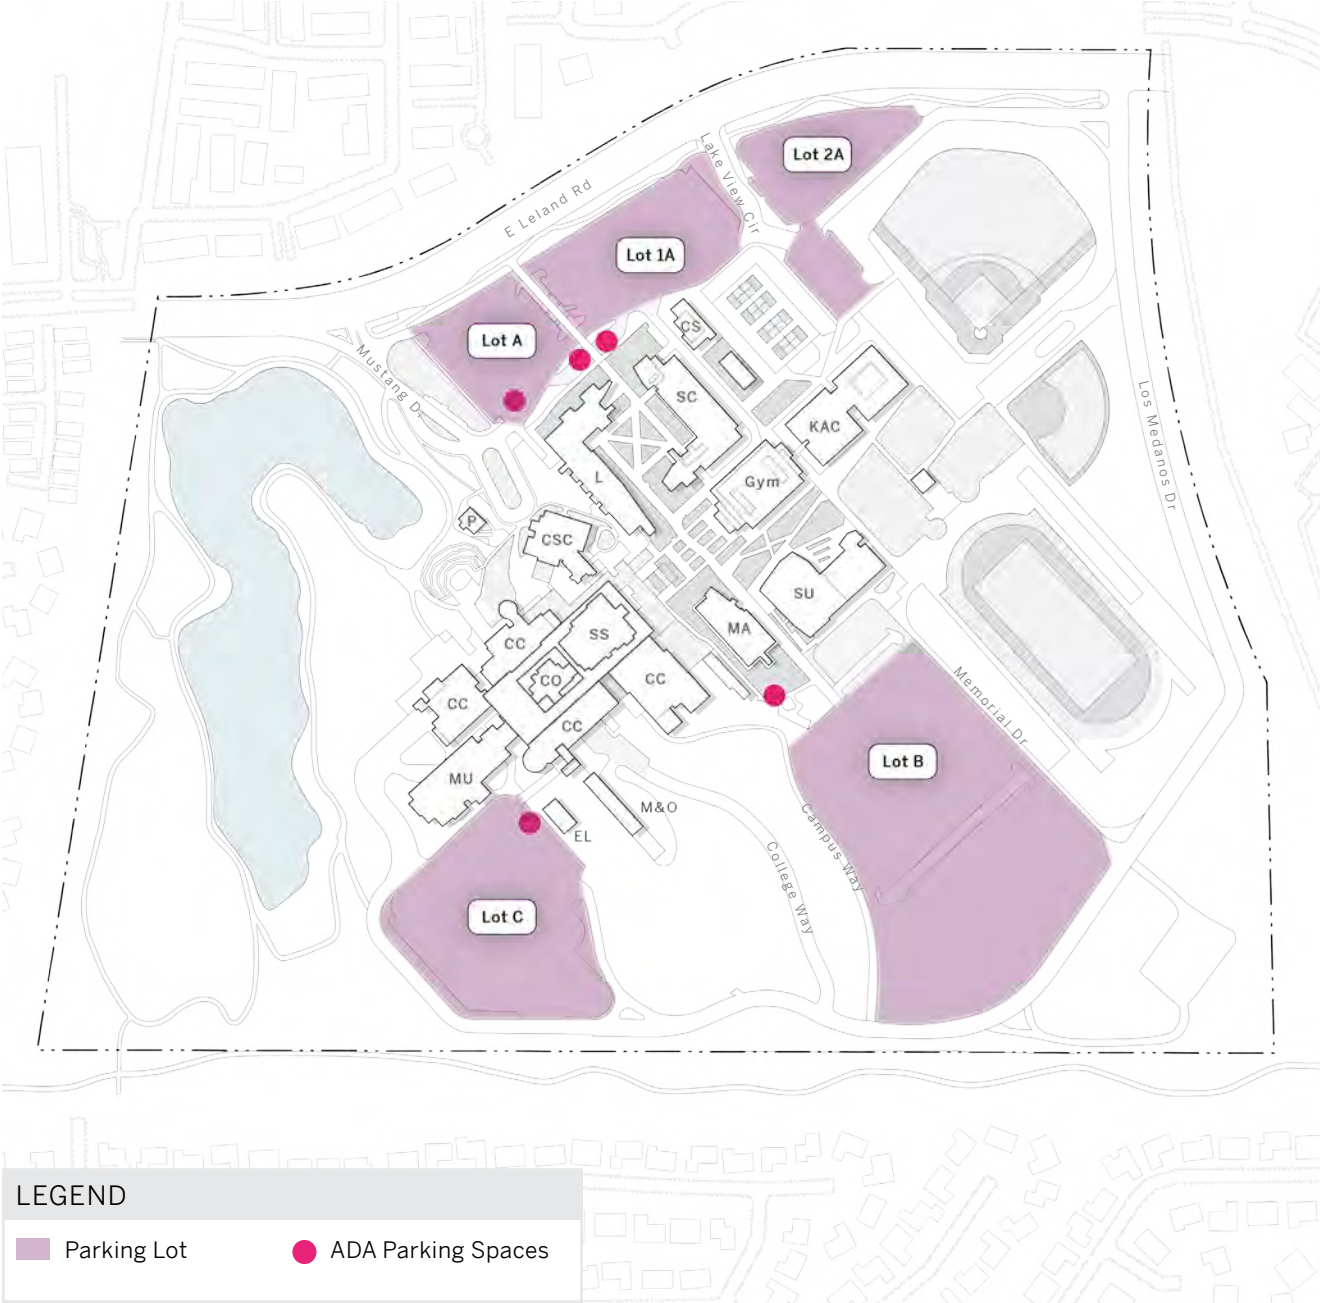 Lot 2A
Lake View Cir
E Leland Rd
Lot 1A
Lot A
CS
Mustang D
Los Medanos Dr
SC
KAC
L
Gym
P
CSC
SU
MA
SS
CC
CO
CC
CC
CC
Memorial Dr
Lot B
MU
M&O
EL
Campus Way
College Way
Lot C
LEGEND
Parking Lot
ADA Parking Spaces